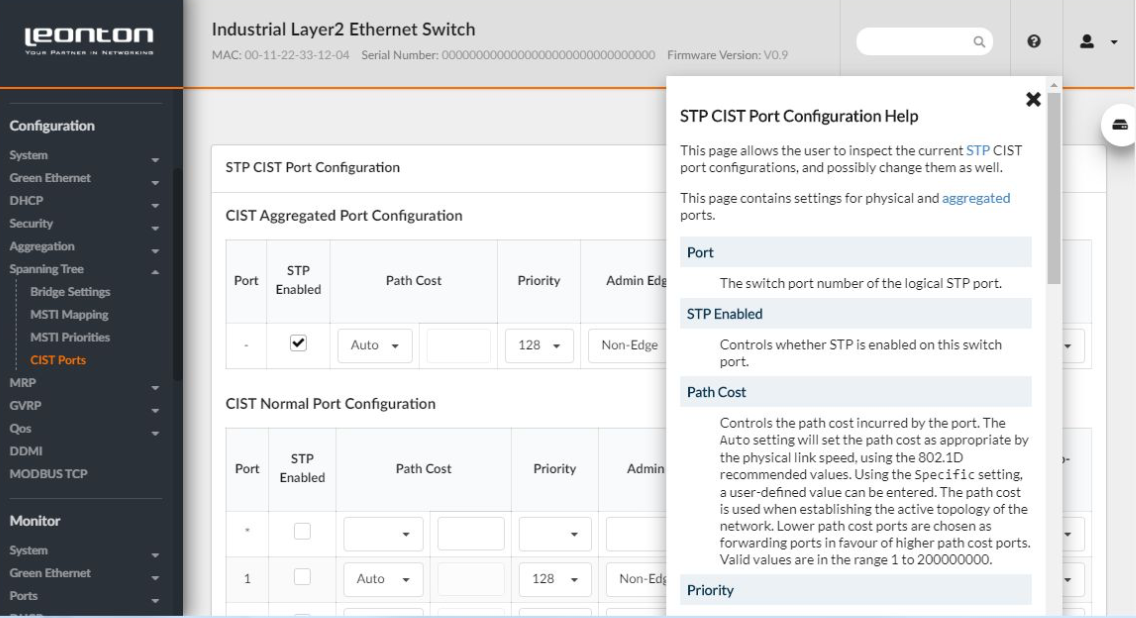 Leonton
YOUR PARTNER IN NETWORKING
Industrial Layer2 Ethernet Switch
MAC: 00-11-22-33-12-04 Serial Number: 00000000000000000000000000000000 Firmware Version: V0.9
Configuration
System
Green Ethernet
DHCP
Security
Aggregation
Spanning Tree
Bridge Settings
MSTI Mapping
MSTI Priorities
CIST Ports
MRP
GVRP
Qos
DDMI
MODBUS TCP
Monitor
System
Green Ethernet
Ports
STP CIST Port Configuration
CIST Aggregated Port Configuration
Port STP Enabled Path Cost Priority Admin Edg
- Auto 128 Non-Edge
CIST Normal Port Configuration
Port STP Enabled Path Cost Priority Admin
*
1 Auto 128 Non-Edg
STP CIST Port Configuration Help
This page allows the user to inspect the current STP CIST
port configurations, and possibly change them as well.
This page contains settings for physical and aggregated
ports.
Port
The switch port number of the logical STP port.
STP Enabled
Controls whether STP is enabled on this switch
port.
Path Cost
Controls the path cost incurred by the port. The
Auto setting will set the path cost as appropriate by
the physical link speed, using the 802.1D
recommended values. Using the Specific setting,
a user-defined value can be entered. The path cost
is used when establishing the active topology of the
network. Lower path cost ports are chosen as
forwarding ports in favour of higher path cost ports.
Valid values are in the range 1 to 200000000.
Priority